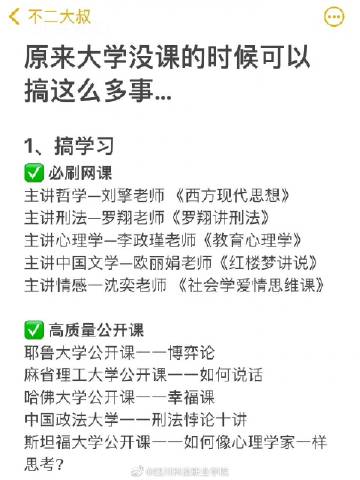 不二大叔
原来大学没课的时候可以
搞这么多事...
1、搞学习
✅必刷网课
主讲哲学—刘擎老师《西方现代思想》
主讲刑法—罗翔老师《罗翔讲刑法》
主讲心理学—李政瑾老师《教育心理学》
主讲中国文学—欧丽娟老师《红楼梦讲说》
主讲情感—沈奕老师 《社会学爱情思维课》
✅高质量公开课
耶鲁大学公开课——博弈论
麻省理工大学公开课——如何说话
哈佛大学公开课——幸福课
中国政法大学——刑法悖论十讲
斯坦福大学公开课——如何像心理学家一样
思考?